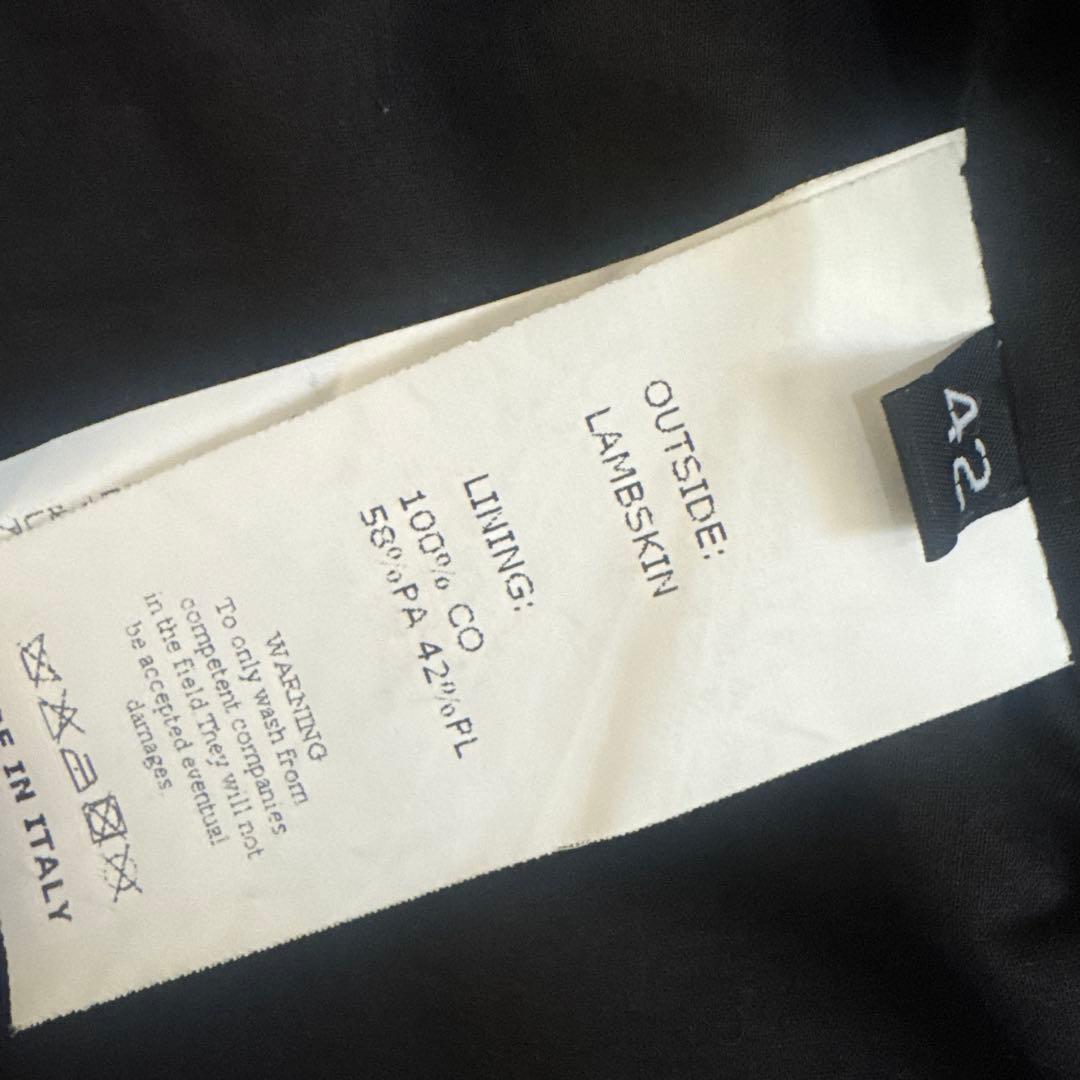 42
OUTSIDE:
LAMBSKIN
LINING:
100% CO
58%PA 42%PL
WARNING
To only wash from
competent companies
in the field.They will not
be accepted eventual
damages.
E IN ITALY